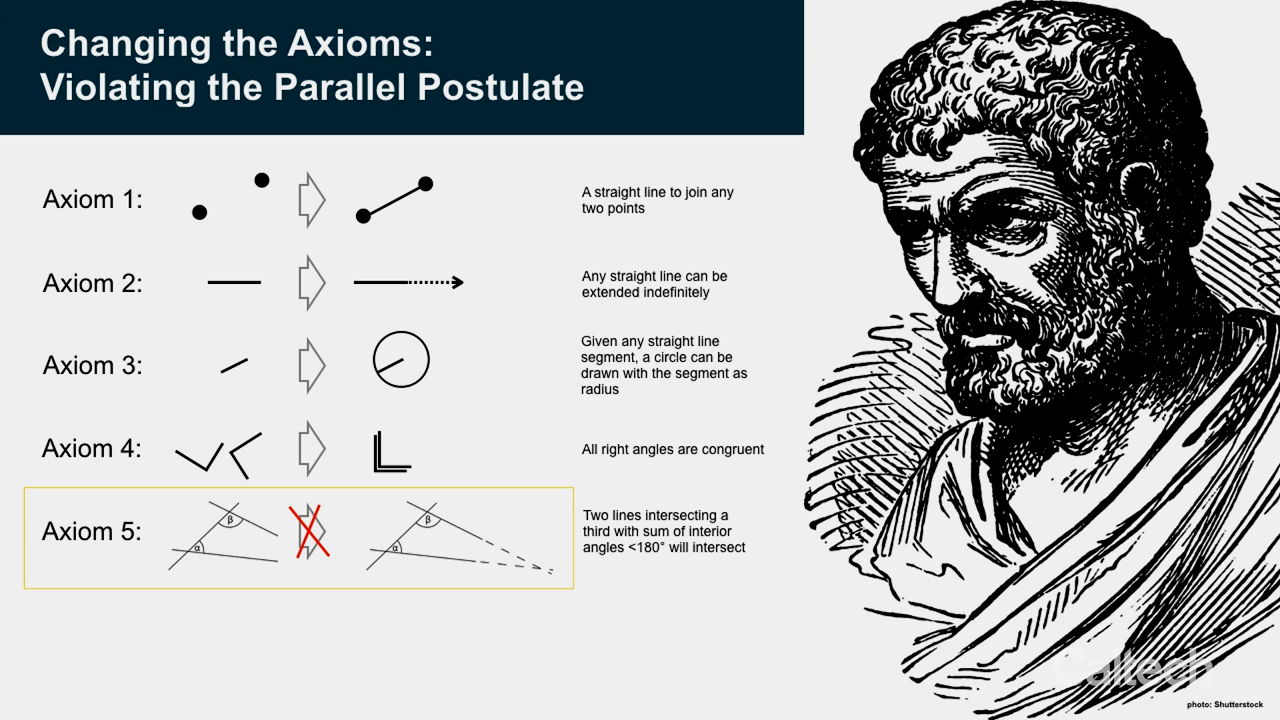 Changing the Axioms:
Violating the Parallel Postulate
Axiom 1:
A straight line to join any
two points
Axiom 2:
Any straight line can be
extended indefinitely
Axiom 3:
Given any straight line
segment, a circle can be
drawn with the segment as
radius
Axiom 4:
All right angles are congruent
Axiom 5:
β
α
β
α
Two lines intersecting a
third with sum of interior
angles <180° will intersect
Caltech
photo: Shutterstock